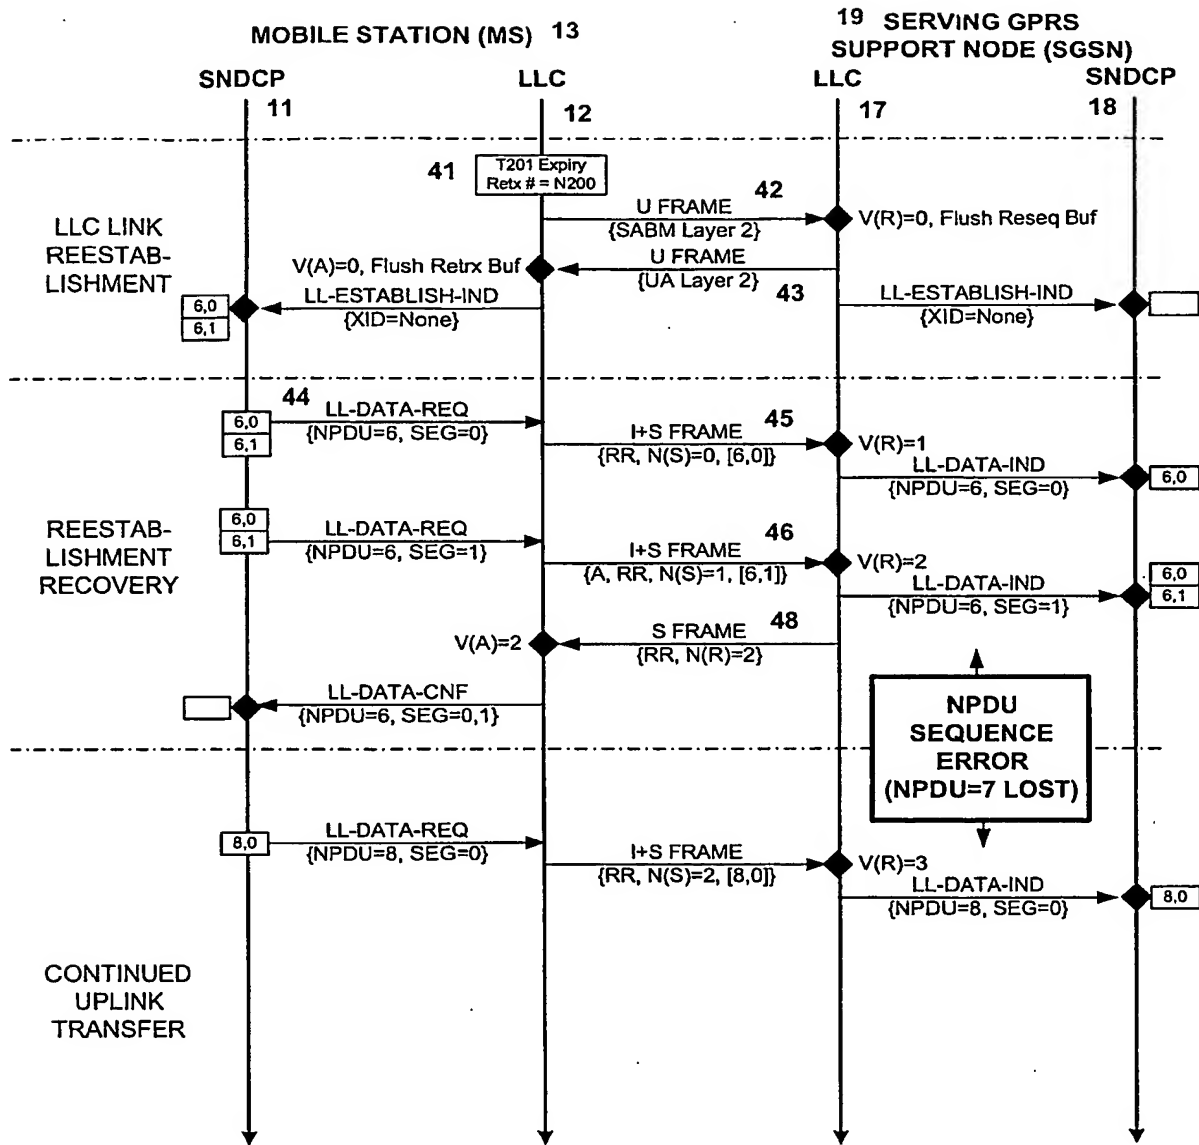 MOBILE STATION (MS) 13
19 SERVING GPRS
SUPPORT NODE (SGSN)
SNDCP
LLC
LLC
SNDCP
11
12
17
18
41
T201 Expiry
Retx # = N200
42
LLC LINK
REESTAB-
LISHMENT
U FRAME
{SABM Layer 2}
V(R)=0, Flush Reseq Buf
V(A)=0, Flush Retrx Buf
U FRAME
{UA Layer 2}
43
6,0
6,1
LL-ESTABLISH-IND
{XID=None}
LL-ESTABLISH-IND
{XID=None}
44
6,0
6,1
LL-DATA-REQ
{NPDU=6, SEG=0}
45
I+S FRAME
{RR, N(S)=0, [6,0]}
V(R)=1
LL-DATA-IND
{NPDU=6, SEG=0}
6,0
REESTAB-
LISHMENT
RECOVERY
6,0
6,1
LL-DATA-REQ
{NPDU=6, SEG=1}
46
I+S FRAME
{A, RR, N(S)=1, [6,1]}
V(R)=2
LL-DATA-IND
{NPDU=6, SEG=1}
6,0
6,1
V(A)=2
S FRAME
{RR, N(R)=2}
48
LL-DATA-CNF
{NPDU=6, SEG=0,1}
NPDU
SEQUENCE
ERROR
(NPDU=7 LOST)
8,0
LL-DATA-REQ
{NPDU=8, SEG=0}
I+S FRAME
{RR, N(S)=2, [8,0]}
V(R)=3
LL-DATA-IND
{NPDU=8, SEG=0}
8,0
CONTINUED
UPLINK
TRANSFER